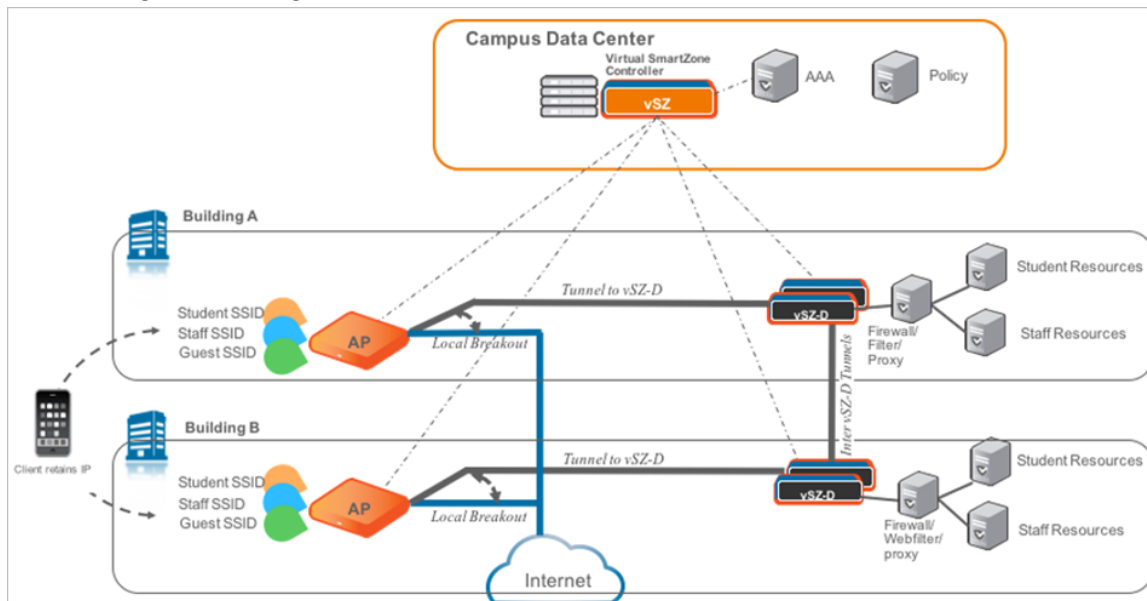 Campus Data Center
Virtual SmartZone
Controller
vSZ
AAA
Policy
Building A
Student SSID
Staff SSID
Guest SSID
AP
Tunnel to vSZ-D
Local Breakout
vSZ-D
Firewall/
Filter/
Proxy
Student Resources
Staff Resources
Inter vSZ-D Tunnels
Client retains IP
Building B
Student SSID
Staff SSID
Guest SSID
AP
Tunnel to vSZ-D
Local Breakout
vSZ-D
Firewall/
Webfilter/
proxy
Student Resources
Staff Resources
Internet